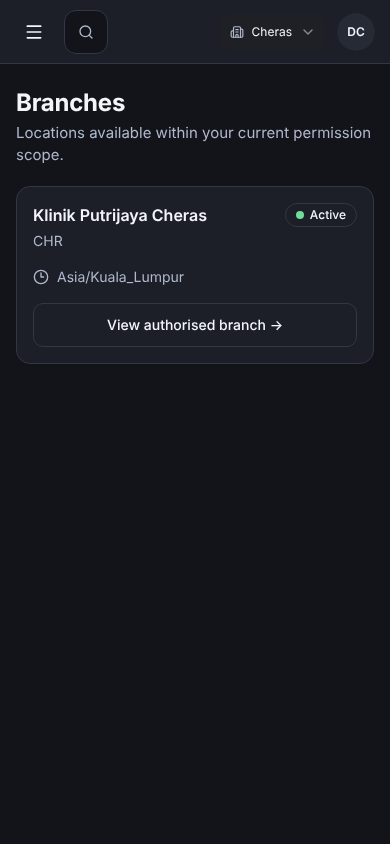 Cheras
DC
Branches
Locations available within your current permission
scope.
Klinik Putrijaya Cheras
Active
CHR
Asia/Kuala_Lumpur
View authorised branch →